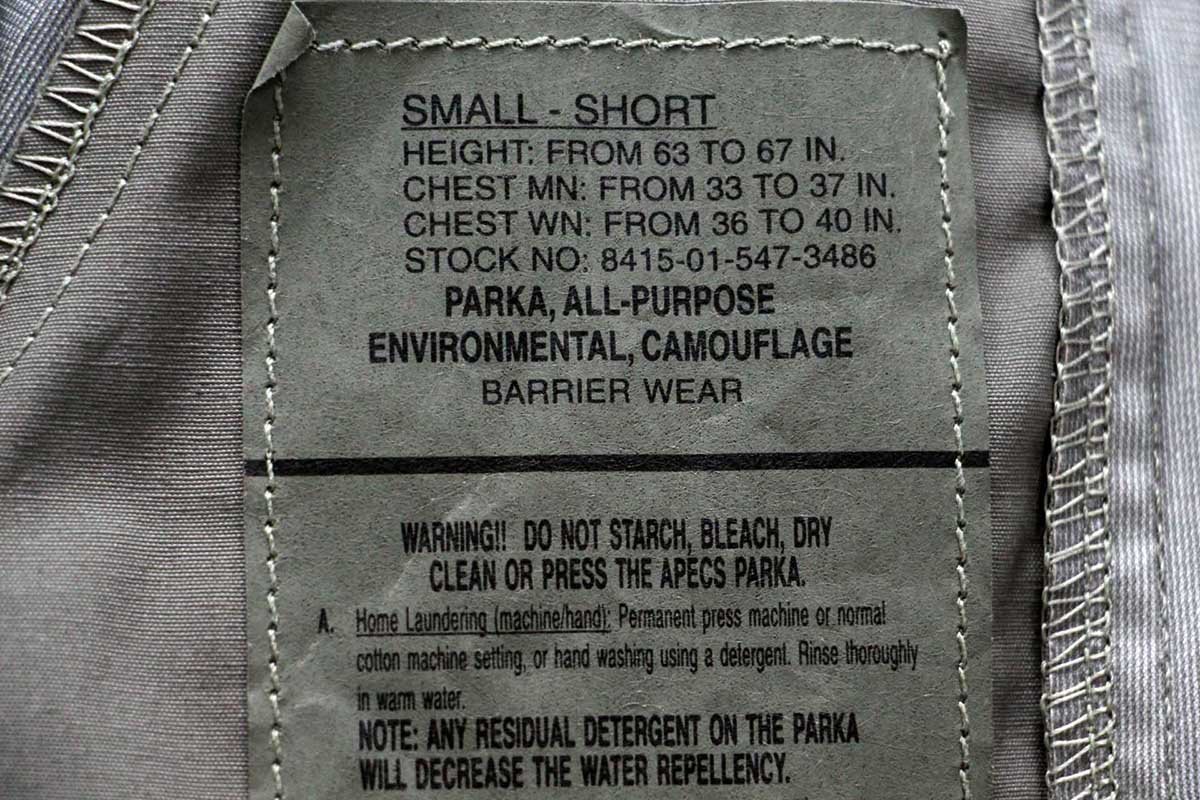 SMALL - SHORT
HEIGHT: FROM 63 TO 67 IN.
CHEST MN: FROM 33 TO 37 IN.
CHEST WN: FROM 36 TO 40 IN.
STOCK NO: 8415-01-547-3486
PARKA, ALL-PURPOSE
ENVIRONMENTAL, CAMOUFLAGE
BARRIER WEAR
WARNING!! DO NOT STARCH, BLEACH, DRY
CLEAN OR PRESS THE APECS PARKA.
A. Home Laundering (machine/hand): Permanent press machine or normal
cotton machine setting, or hand washing using a detergent. Rinse thoroughly
in warm water.
NOTE: ANY RESIDUAL DETERGENT ON THE PARKA
WILL DECREASE THE WATER REPELLENCY.